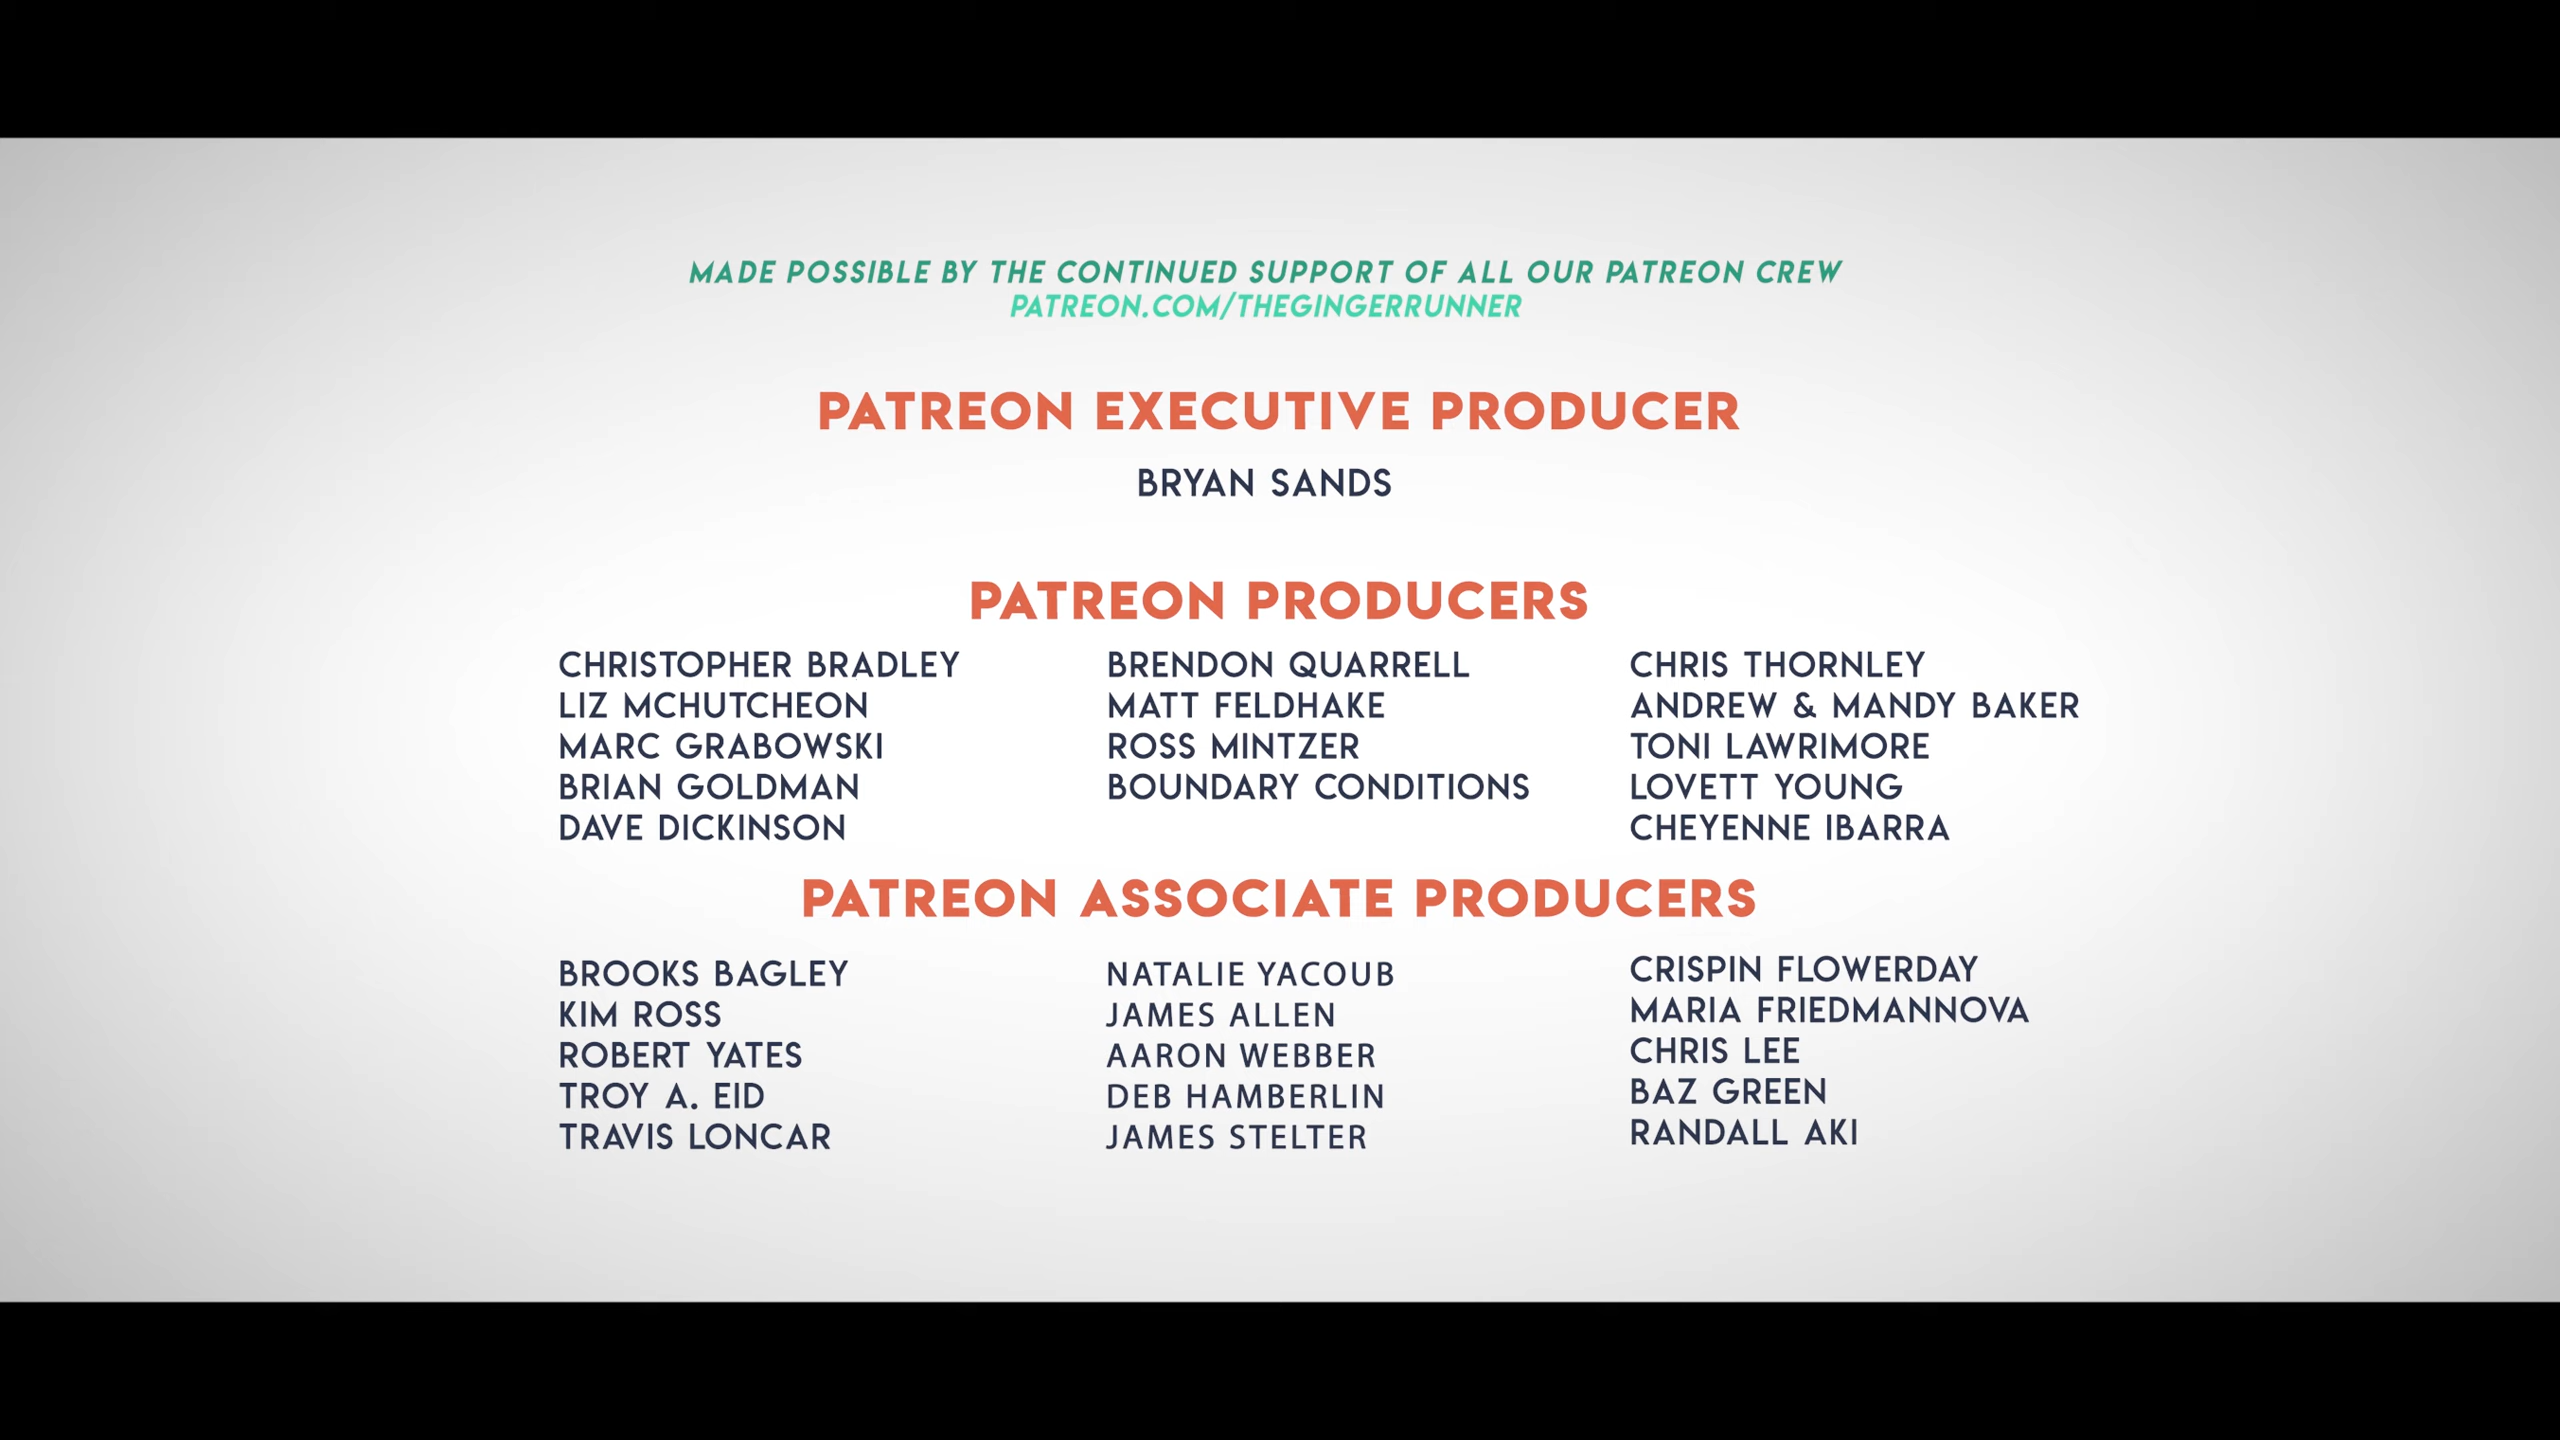 MADE POSSIBLE BY THE CONTINUED SUPPORT OF ALL OUR PATREON CREW
PATREON.COM/THEGINGERRUNNER
PATREON EXECUTIVE PRODUCER
BRYAN SANDS
PATREON PRODUCERS
CHRISTOPHER BRADLEY
LIZ MCHUTCHEON
MARC GRABOWSKI
BRIAN GOLDMAN
DAVE DICKINSON
BRENDON QUARRELL
MATT FELDHAKE
ROSS MINTZER
BOUNDARY CONDITIONS
CHRIS THORNLEY
ANDREW & MANDY BAKER
TONI LAWRIMORE
LOVETT YOUNG
CHEYENNE IBARRA
PATREON ASSOCIATE PRODUCERS
BROOKS BAGLEY
KIM ROSS
ROBERT YATES
TROY A. EID
TRAVIS LONCAR
NATALIE YACOUB
JAMES ALLEN
AARON WEBBER
DEB HAMBERLIN
JAMES STELTER
CRISPIN FLOWERDAY
MARIA FRIEDMANNOVA
CHRIS LEE
BAZ GREEN
RANDALL AKI